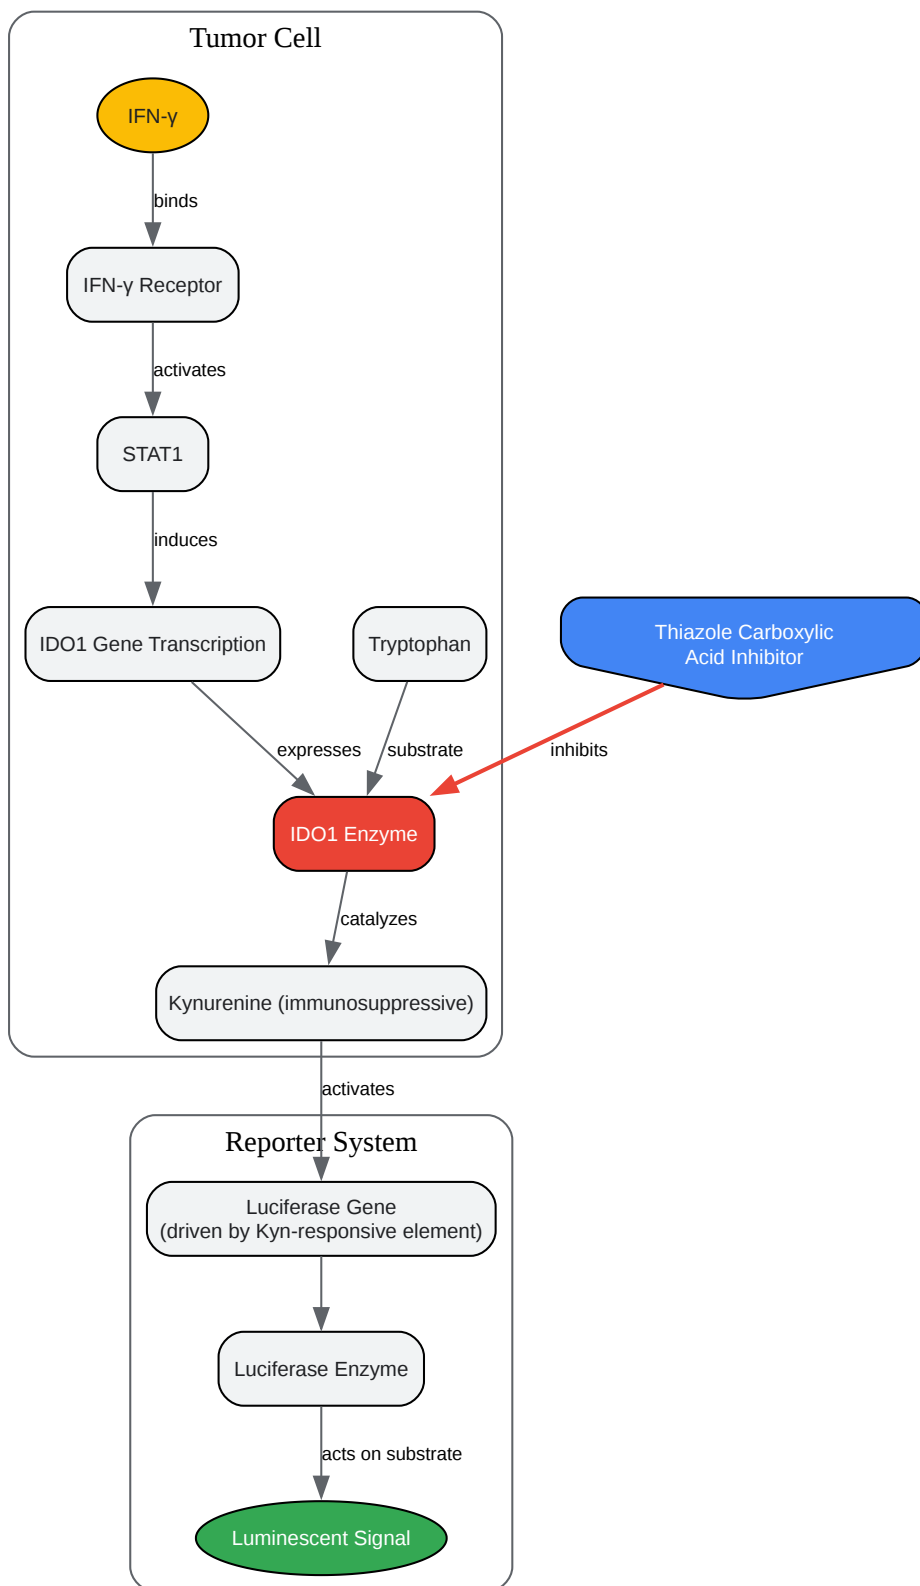 Tumor Cell
IFN-γ
binds
IFN-γ Receptor
activates
STAT1
induces
IDO1 Gene Transcription
Tryptophan
Thiazole Carboxylic
Acid Inhibitor
expresses
substrate
inhibits
IDO1 Enzyme
catalyzes
Kynurenine (immunosuppressive)
activates
Reporter System
Luciferase Gene
(driven by Kyn-responsive element)
Luciferase Enzyme
acts on substrate
Luminescent Signal